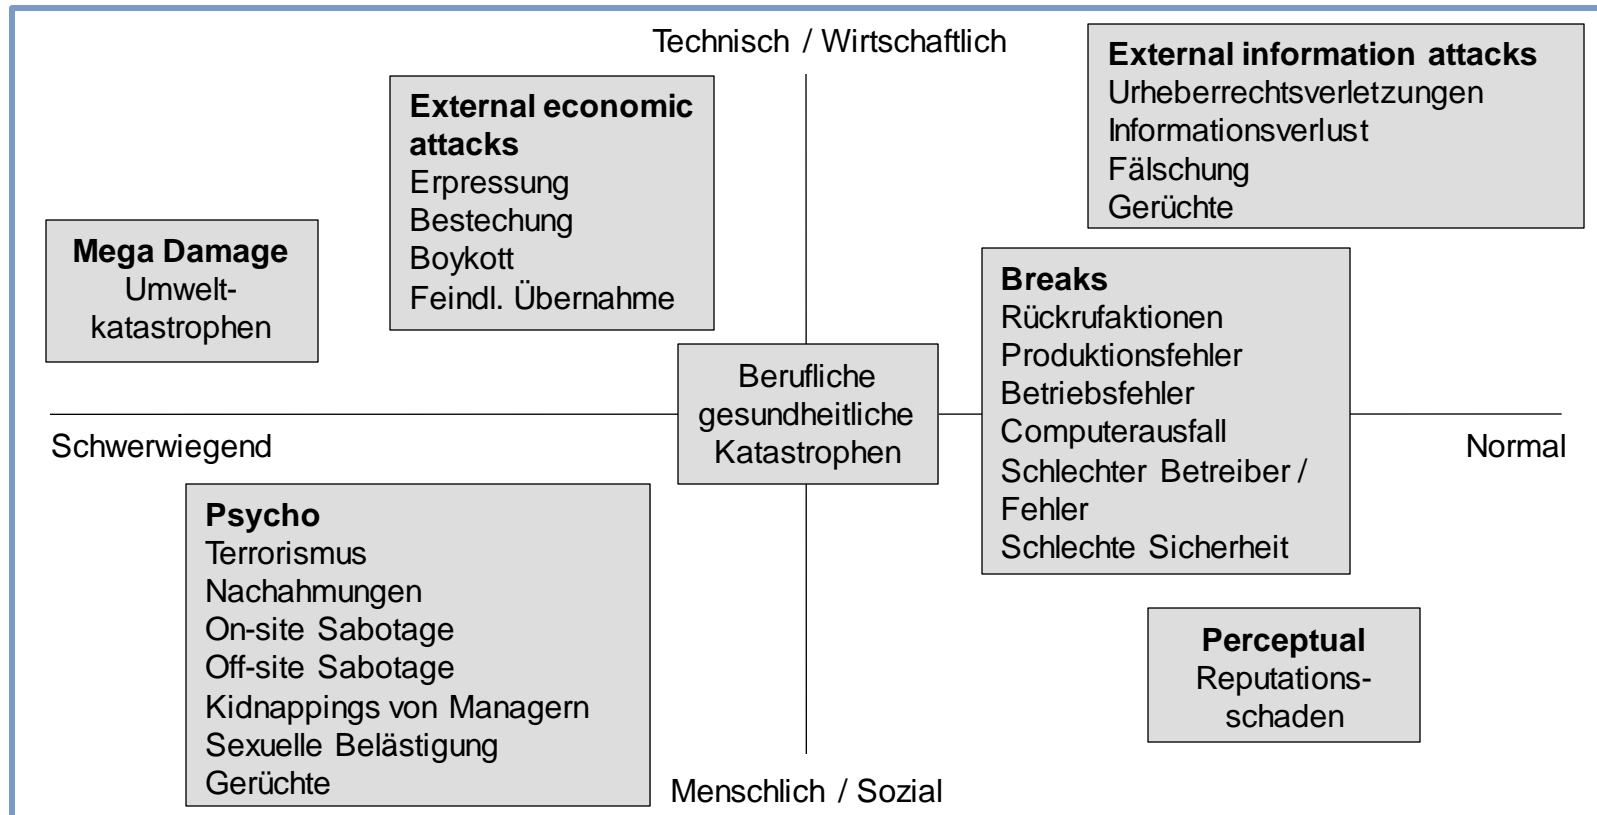 Technisch / Wirtschaftlich
External information attacks
Urheberrechtsverletzungen
Informationsverlust
Fälschung
Gerüchte
External economic
attacks
Erpressung
Bestechung
Boykott
Feindl. Übernahme
Mega Damage
Umwelt-
katastrophen
Breaks
Rückrufaktionen
Produktionsfehler
Betriebsfehler
Computerausfall
Schlechter Betreiber /
Fehler
Schlechte Sicherheit
Berufliche
gesundheitliche
Katastrophen
Schwerwiegend
Normal
Psycho
Terrorismus
Nachahmungen
On-site Sabotage
Off-site Sabotage
Kidnappings von Managern
Sexuelle Belästigung
Gerüchte
Perceptual
Reputations-
schaden
Menschlich / Sozial